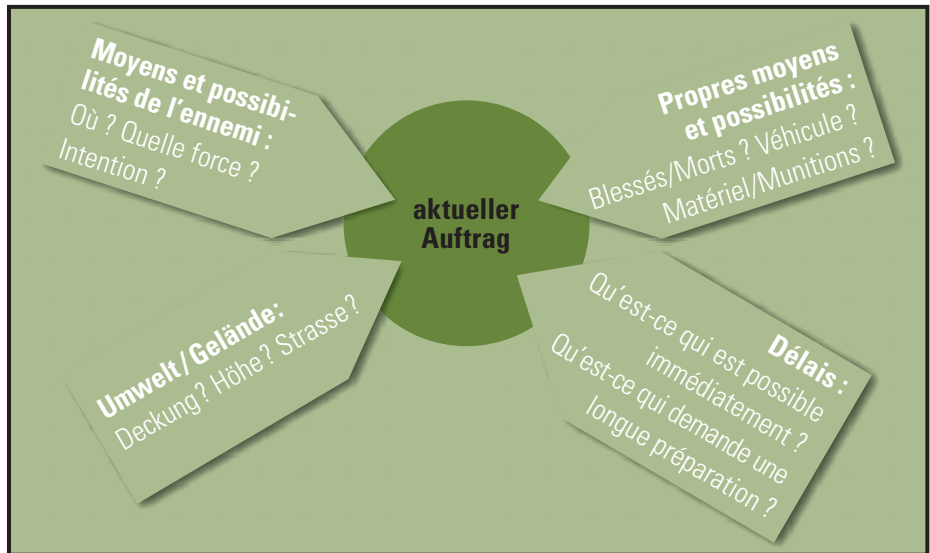 Moyens et possibi-
lités de l’ennemi :
Où ? Quelle force ?
Intention ?
Propres moyens
et possibilités :
Blessés/Morts ? Véhicule ?
Matériel/Munitions ?
aktueller
Auftrag
Umwelt / Gelände:
Deckung? Höhe? Strasse?
Délais :
Qu’est-ce qui est possible
immédiatement ?
Qu’est-ce qui demande une
longue préparation ?